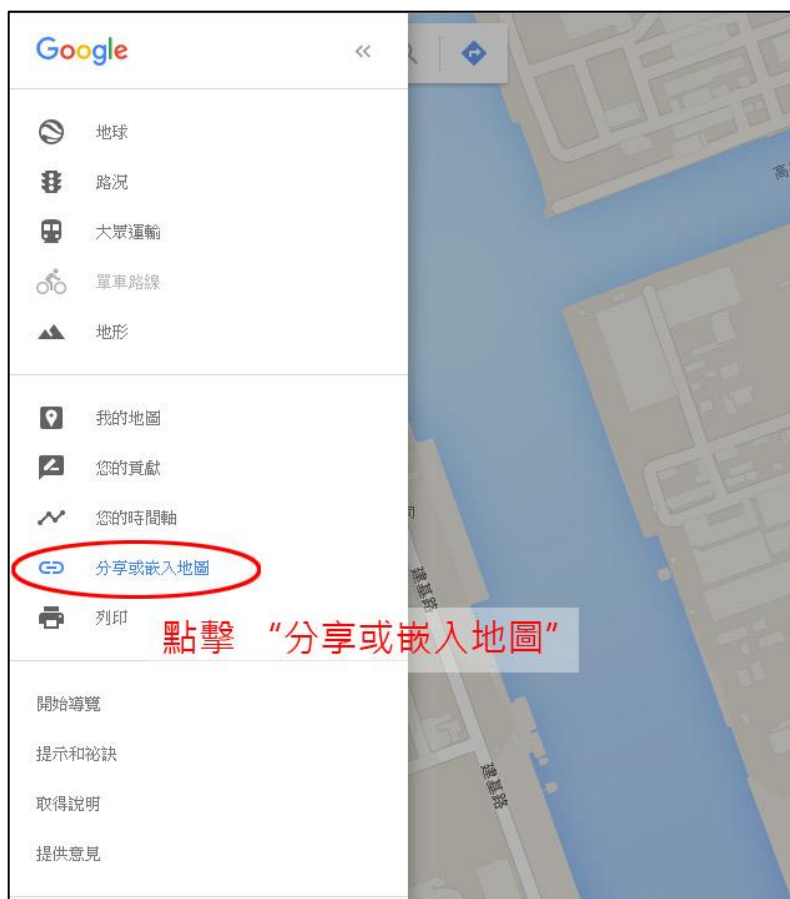 Google
地球
路況
大眾運輸
單車路線
地形
我的地圖
您的貢獻
您的時間軸
分享或嵌入地圖
列印
點擊 “分享或嵌入地圖”
開始導覽
提示和祕訣
取得說明
提供意見
高
司
建基路
建基路